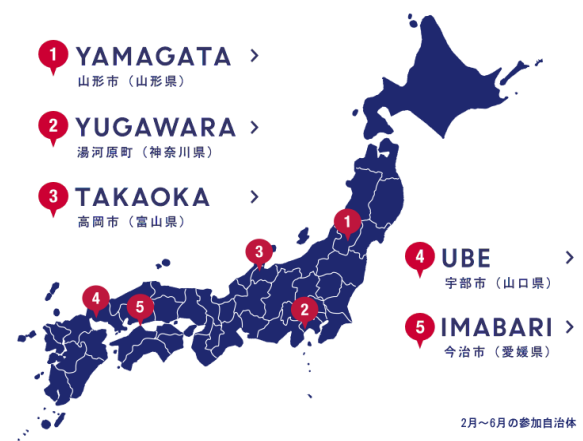 1 YAMAGATA >
山形市（山形県）
2 YUGAWARA >
湯河原町（神奈川県）
3 TAKAOKA >
高岡市（富山県）
4 UBE >
宇部市（山口県）
5 IMABARI >
今治市（愛媛県）
1
3
4
5
2
2月〜6月の参加自治体